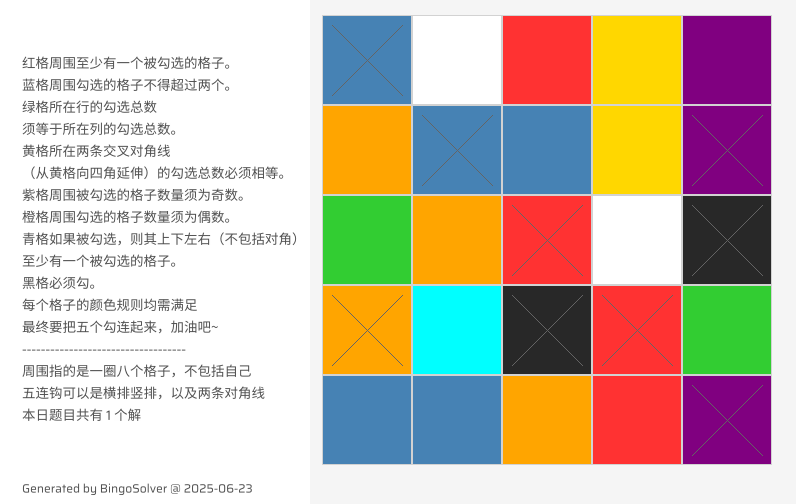 红格周围至少有一个被勾选的格子。
蓝格周围勾选的格子不得超过两个。
绿格所在行的勾选总数
须等于所在列的勾选总数。
黄格所在两条交叉对角线
（从黄格向四角延伸）的勾选总数必须相等。
紫格周围被勾选的格子数量须为奇数。
橙格周围勾选的格子数量须为偶数。
青格如果被勾选，则其上下左右（不包括对角）
至少有一个被勾选的格子。
黑格必须勾。
每个格子的颜色规则均需满足
最终要把五个勾连起来，加油吧~
-----------------------------------
周围指的是一圈八个格子，不包括自己
五连钩可以是横排竖排，以及两条对角线
本日题目共有1个解
Generated by BingoSolver @ 2025-06-23